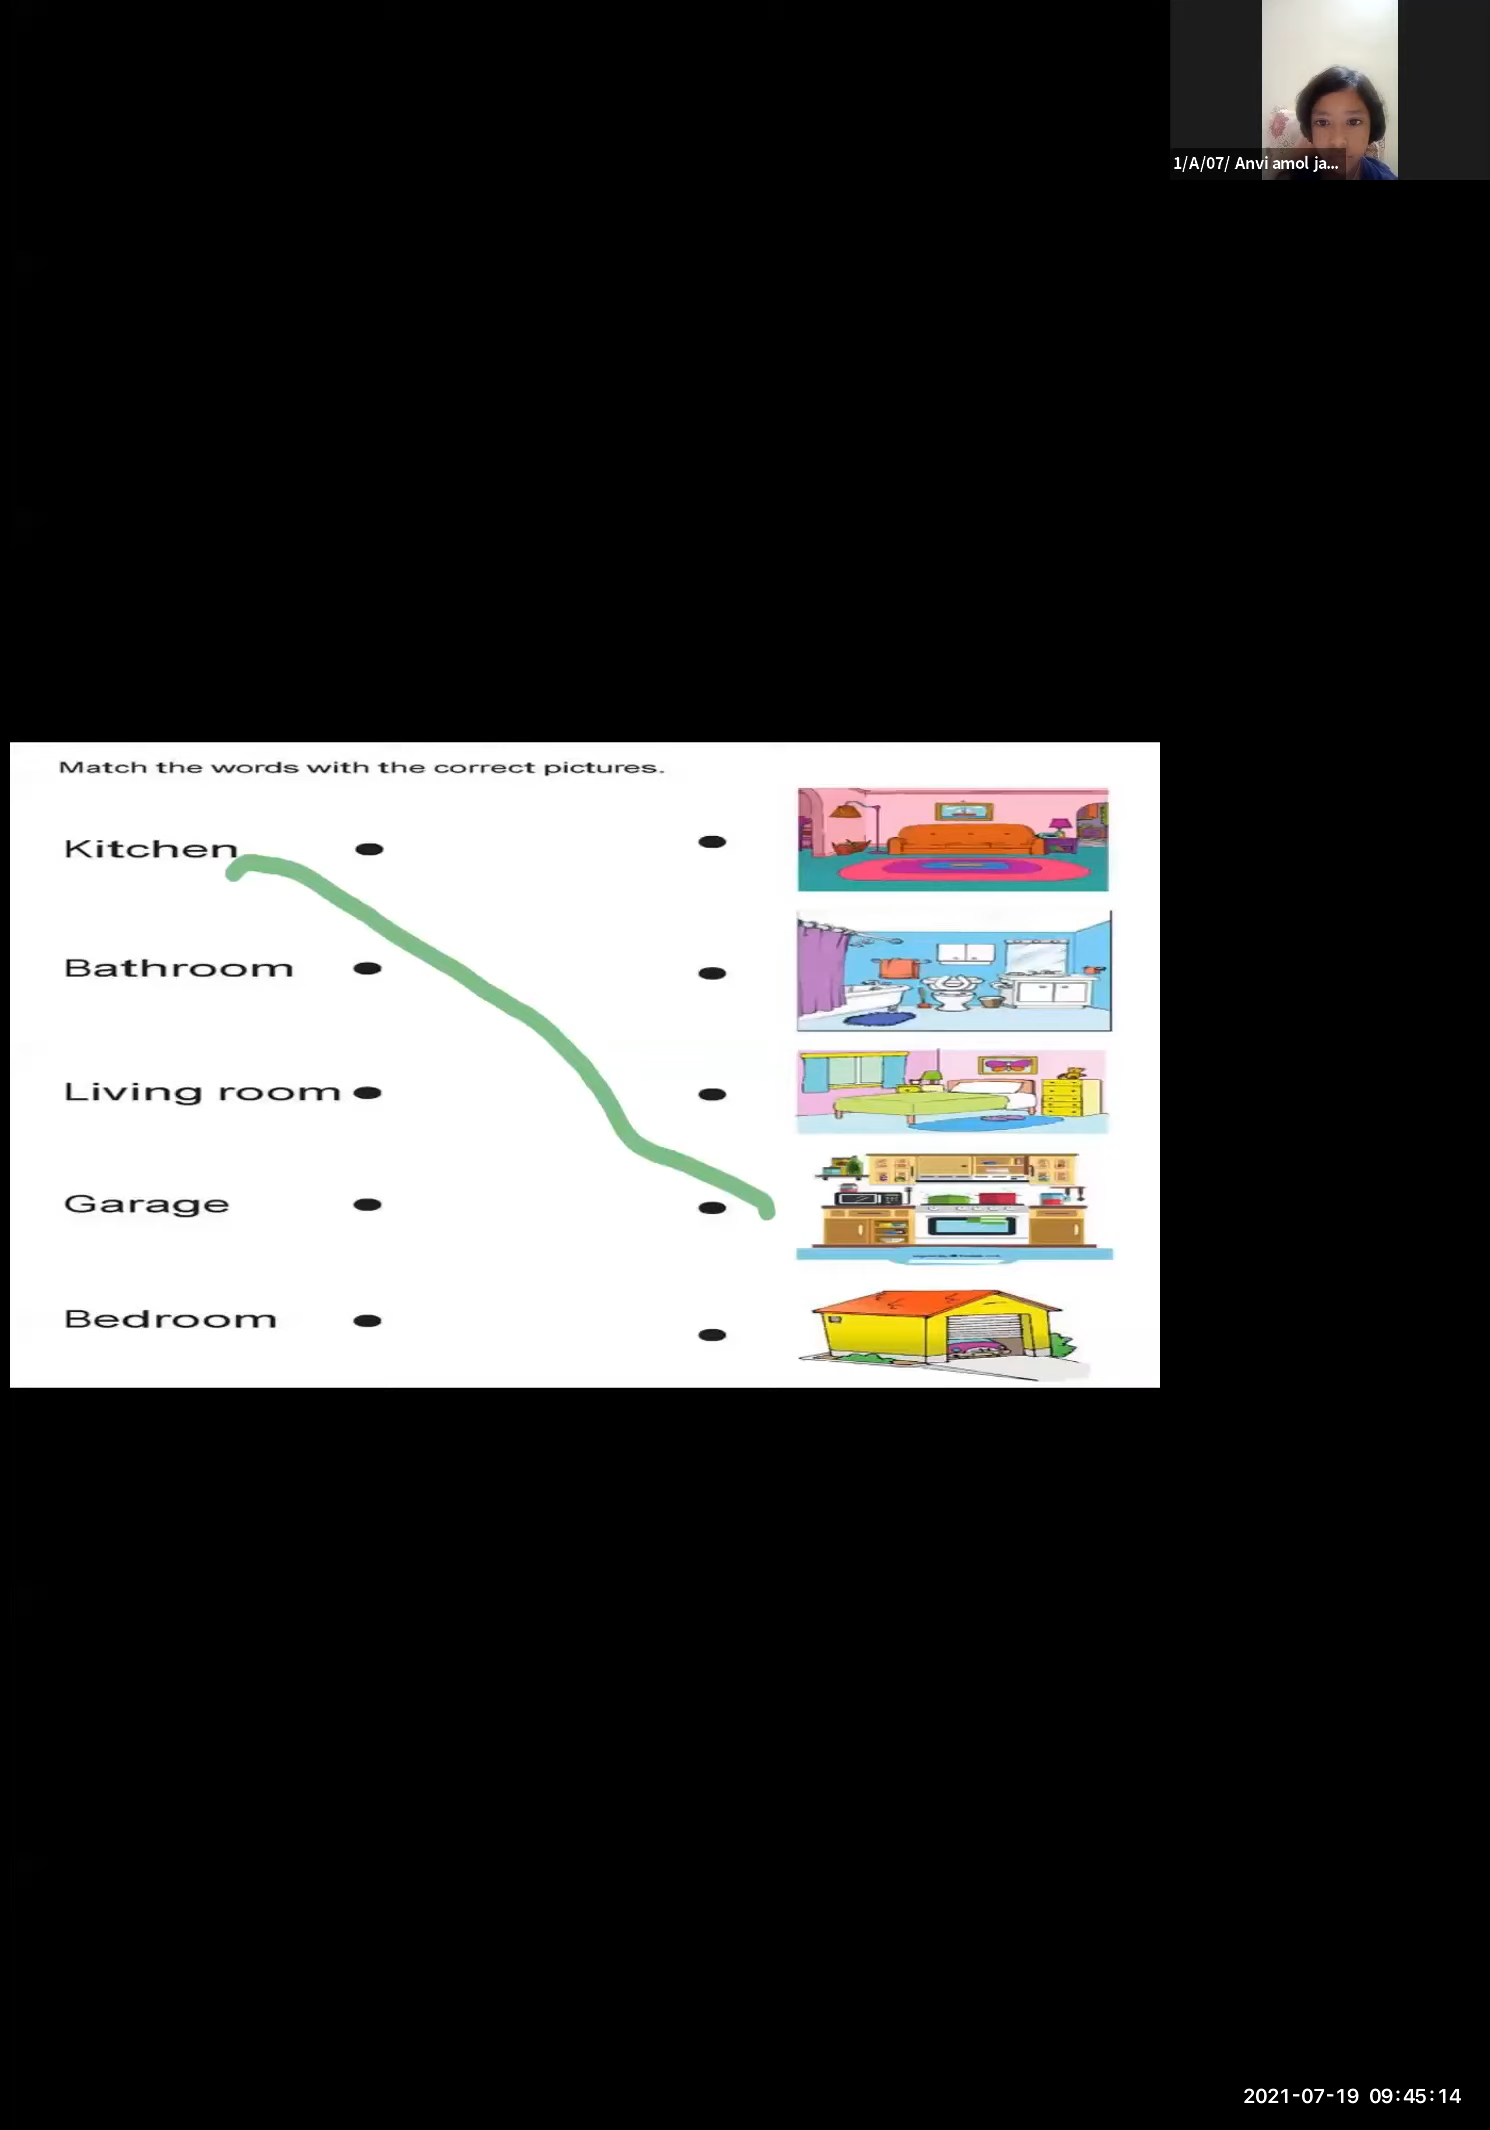 1/A/07/ Anvi amol ja...
Match the words with the correct pictures.
Kitchen
Bathroom
Living room
Garage
Bedroom
2021-07-19 09:45:14